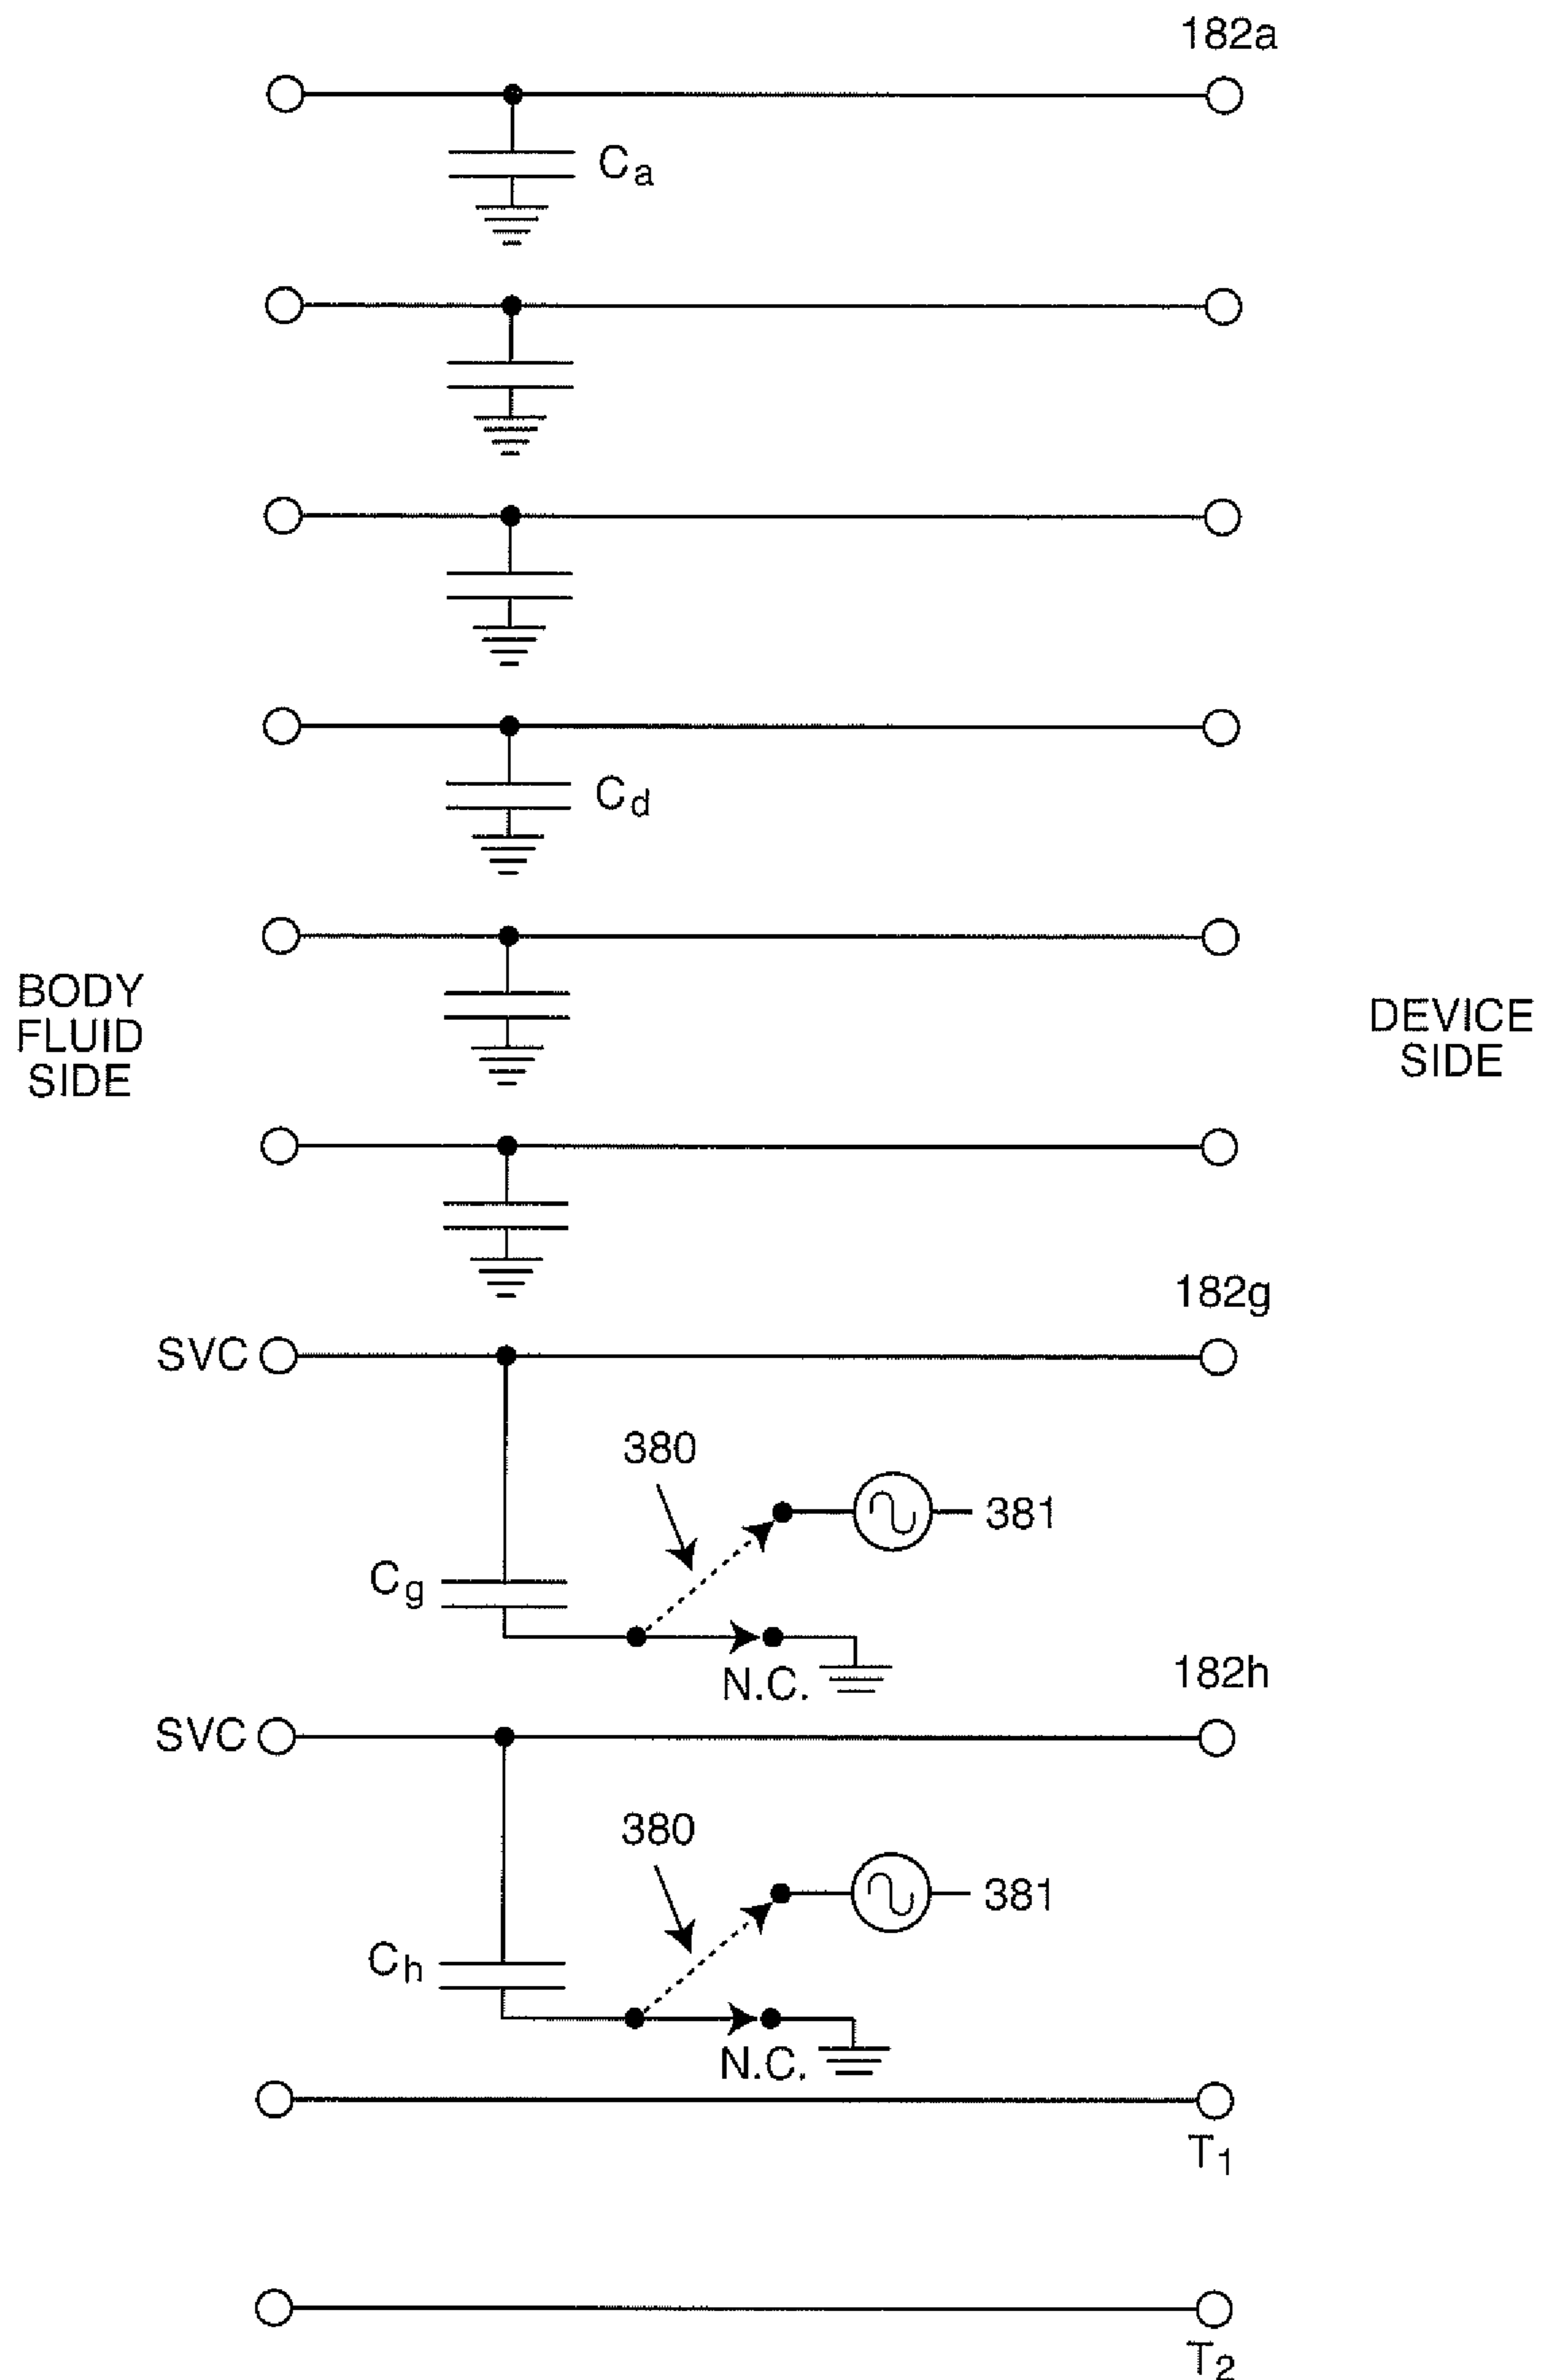 182a
Ca
Cd
BODY
FLUID
SIDE
DEVICE
SIDE
182g
SVC
380
381
Cg
N.C.
182h
SVC
380
381
Ch
N.C.
T1
T2